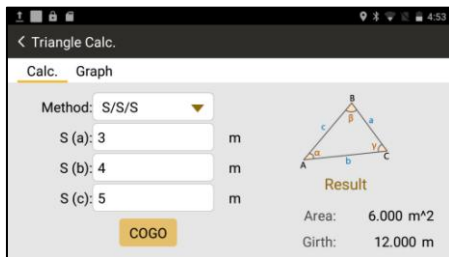 4:53
Triangle Calc.
Calc. Graph
Method: S/S/S
S (a): 3 m
S (b): 4 m
S (c): 5 m
COGO
B
β
c a
α γ
A b C
Result
Area: 6.000 m^2
Girth: 12.000 m